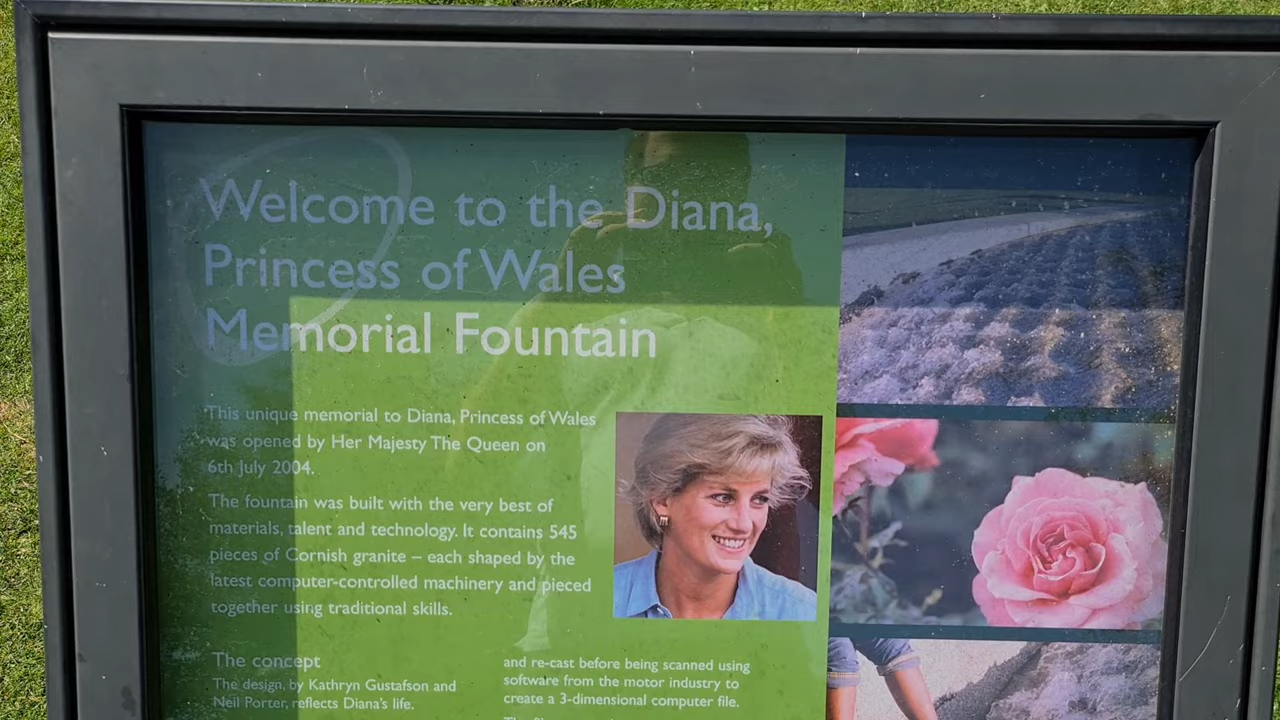 Welcome to the Diana,
Princess of Wales
Memorial Fountain
This unique memorial to Diana, Princess of Wales
was opened by Her Majesty The Queen on
6th July 2004.
The fountain was built with the very best of
materials, talent and technology. It contains 545
pieces of Cornish granite – each shaped by the
latest computer-controlled machinery and pieced
together using traditional skills.
The concept
The design, by Kathryn Gustafson and
Neil Porter, reflects Diana's life.
and re-cast before being scanned using
software from the motor industry to
create a 3-dimensional computer file.